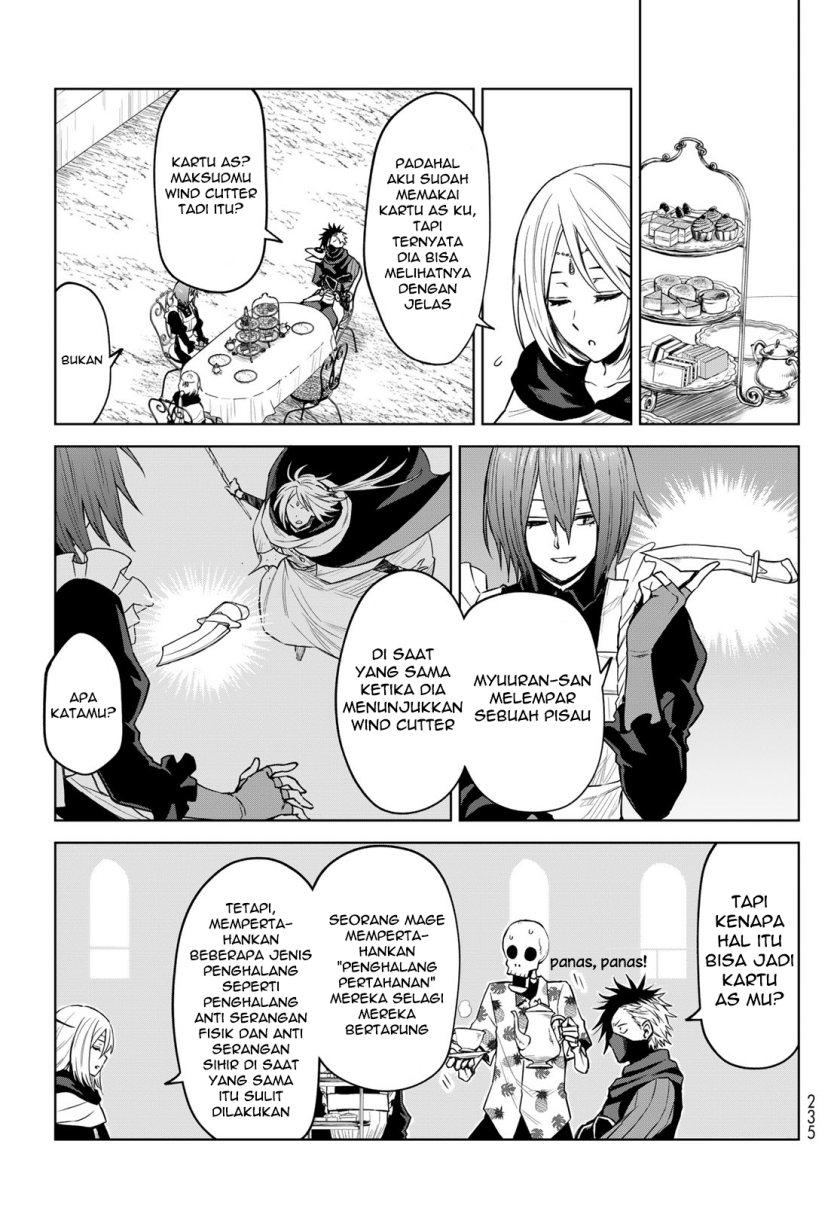 PADAHAL
AKU SUDAH
MEMAKAI
KARTU AS KU,
TAPI
TERNYATA
DIA BISA
MELIHATNYA
DENGAN
JELAS
KARTU AS?
MAKSUDMU
WIND CUTTER
TADI ITU?
BUKAN
MYUURAN-SAN
MELEMPAR
SEBUAH PISAU
DI SAAT
YANG SAMA
KETIKA DIA
MENUNJUKKAN
WIND CUTTER
APA
KATAMU?
TAPI
KENAPA
HAL ITU
BISA JADI
KARTU
AS MU?
panas, panas!
SEORANG MAGE
MEMPERTA-
HANKAN
"PENGHALANG
PERTAHANAN"
MEREKA SELAGI
MEREKA
BERTARUNG
TETAPI,
MEMPERTA-
HANKAN
BEBERAPA JENIS
PENGHALANG
SEPERTI
PENGHALANG
ANTI SERANGAN
FISIK DAN ANTI
SERANGAN
SIHIR DI SAAT
YANG SAMA
ITU SULIT
DILAKUKAN
235